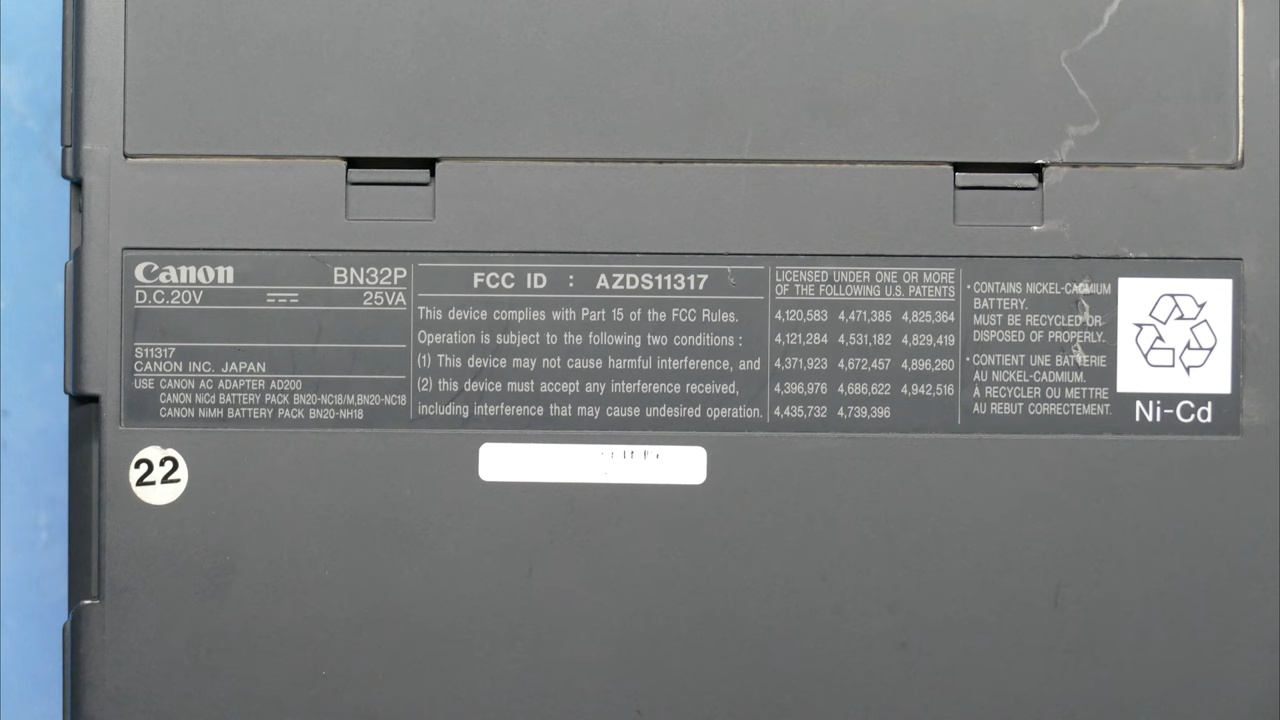 Canon BN32P
D.C.20V 25VA
S11317
CANON INC. JAPAN
USE CANON AC ADAPTER AD200
CANON NiCd BATTERY PACK BN20-NC18/M,BN20-NC18
CANON NiMH BATTERY PACK BN20-NH18
FCC ID : AZDS11317
This device complies with Part 15 of the FCC Rules.
Operation is subject to the following two conditions :
(1) This device may not cause harmful interference, and
(2) this device must accept any interference received,
including interference that may cause undesired operation.
LICENSED UNDER ONE OR MORE
OF THE FOLLOWING U.S. PATENTS
4,120,583 4,471,385 4,825,364
4,121,284 4,531,182 4,829,419
4,371,923 4,672,457 4,896,260
4,396,976 4,686,622 4,942,516
4,435,732 4,739,396
• CONTAINS NICKEL-CADMIUM
BATTERY.
MUST BE RECYCLED OR
DISPOSED OF PROPERLY.
• CONTIENT UNE BATTERIE
AU NICKEL-CADMIUM.
À RECYCLER OU METTRE
AU REBUT CORRECTEMENT.
Ni-Cd
22